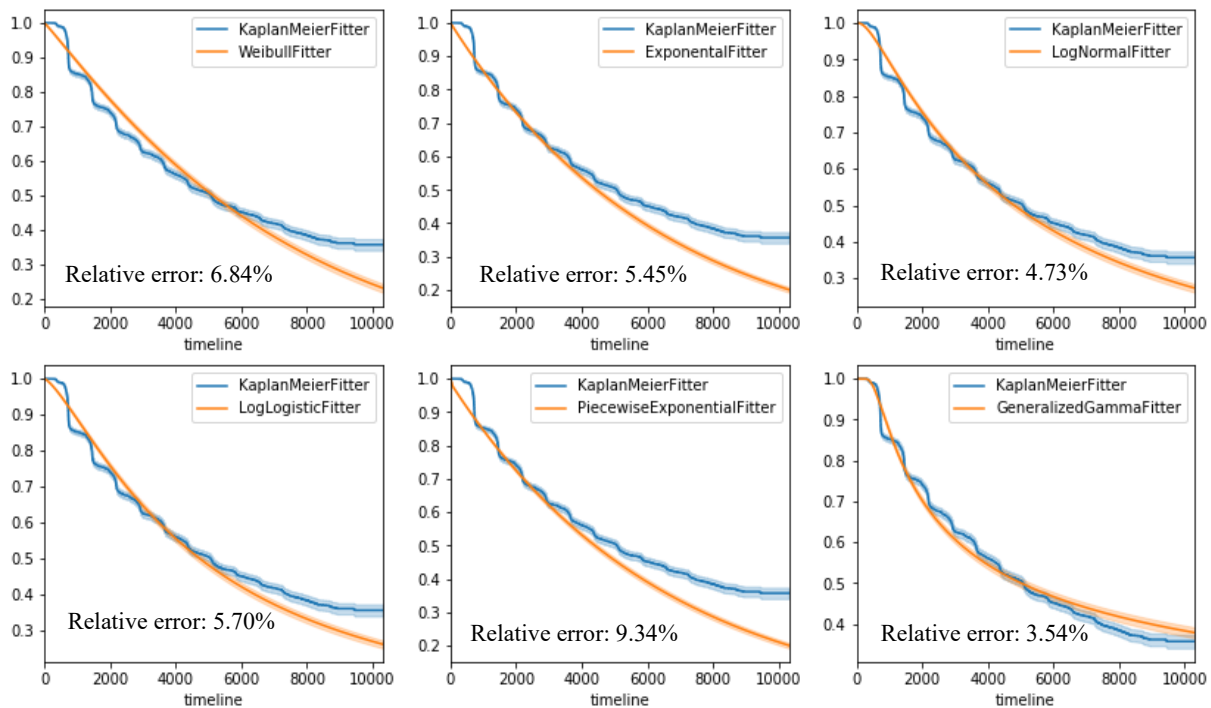 KaplanMeierFitter
WeibullFitter
1.0
0.9
0.8
0.7
0.6
0.5
0.4
0.3
0.2
Relative error: 6.84%
0 2000 4000 6000 8000 10000
timeline
KaplanMeierFitter
ExponentalFitter
1.0
0.9
0.8
0.7
0.6
0.5
0.4
0.3
0.2
Relative error: 5.45%
0 2000 4000 6000 8000 10000
timeline
KaplanMeierFitter
LogNormalFitter
1.0
0.9
0.8
0.7
0.6
0.5
0.4
0.3
Relative error: 4.73%
0 2000 4000 6000 8000 10000
timeline
KaplanMeierFitter
LogLogisticFitter
1.0
0.9
0.8
0.7
0.6
0.5
0.4
0.3
Relative error: 5.70%
0 2000 4000 6000 8000 10000
timeline
KaplanMeierFitter
PiecewiseExponentialFitter
1.0
0.9
0.8
0.7
0.6
0.5
0.4
0.3
0.2
Relative error: 9.34%
0 2000 4000 6000 8000 10000
timeline
KaplanMeierFitter
GeneralizedGammaFitter
1.0
0.9
0.8
0.7
0.6
0.5
0.4
Relative error: 3.54%
0 2000 4000 6000 8000 10000
timeline